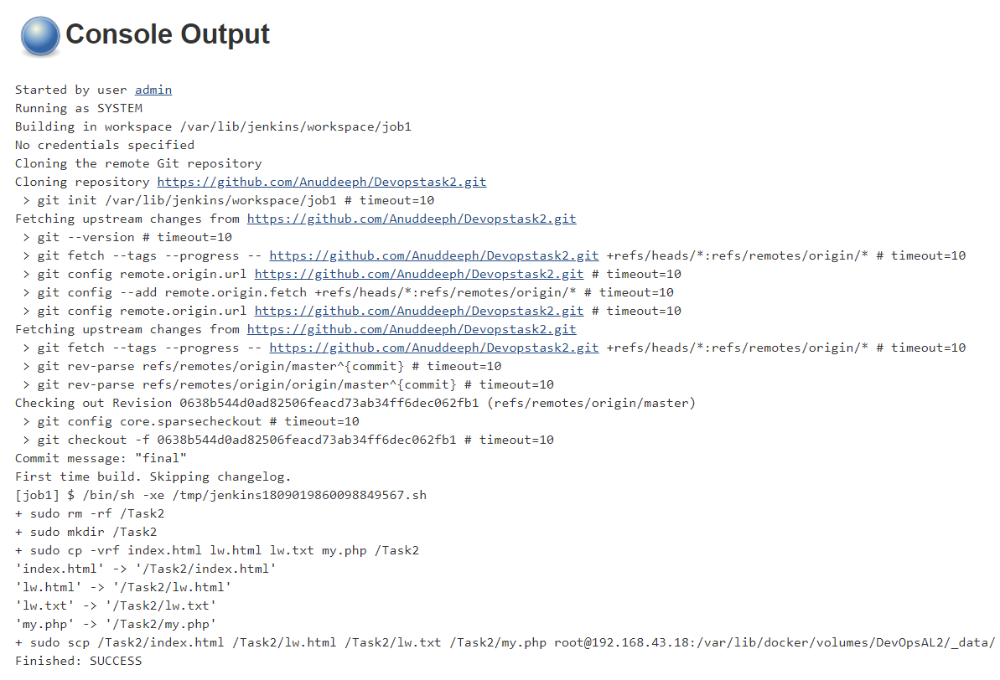 Console Output
Started by user admin
Running as SYSTEM
Building in workspace /var/lib/jenkins/workspace/job1
No credentials specified
Cloning the remote Git repository
Cloning repository https://github.com/Anuddeeph/Devopstask2.git
 > git init /var/lib/jenkins/workspace/job1 # timeout=10
Fetching upstream changes from https://github.com/Anuddeeph/Devopstask2.git
 > git --version # timeout=10
 > git fetch --tags --progress -- https://github.com/Anuddeeph/Devopstask2.git +refs/heads/*:refs/remotes/origin/* # timeout=10
 > git config remote.origin.url https://github.com/Anuddeeph/Devopstask2.git # timeout=10
 > git config --add remote.origin.fetch +refs/heads/*:refs/remotes/origin/* # timeout=10
 > git config remote.origin.url https://github.com/Anuddeeph/Devopstask2.git # timeout=10
Fetching upstream changes from https://github.com/Anuddeeph/Devopstask2.git
 > git fetch --tags --progress -- https://github.com/Anuddeeph/Devopstask2.git +refs/heads/*:refs/remotes/origin/* # timeout=10
 > git rev-parse refs/remotes/origin/master^{commit} # timeout=10
 > git rev-parse refs/remotes/origin/origin/master^{commit} # timeout=10
Checking out Revision 0638b544d0ad82506feacd73ab34ff6dec062fb1 (refs/remotes/origin/master)
 > git config core.sparsecheckout # timeout=10
 > git checkout -f 0638b544d0ad82506feacd73ab34ff6dec062fb1 # timeout=10
Commit message: "final"
First time build. Skipping changelog.
[job1] $ /bin/sh -xe /tmp/jenkins1809019860098849567.sh
+ sudo rm -rf /Task2
+ sudo mkdir /Task2
+ sudo cp -vrf index.html lw.html lw.txt my.php /Task2
'index.html' -> '/Task2/index.html'
'lw.html' -> '/Task2/lw.html'
'lw.txt' -> '/Task2/lw.txt'
'my.php' -> '/Task2/my.php'
+ sudo scp /Task2/index.html /Task2/lw.html /Task2/lw.txt /Task2/my.php root@192.168.43.18:/var/lib/docker/volumes/DevOpsAL2/_data/
Finished: SUCCESS